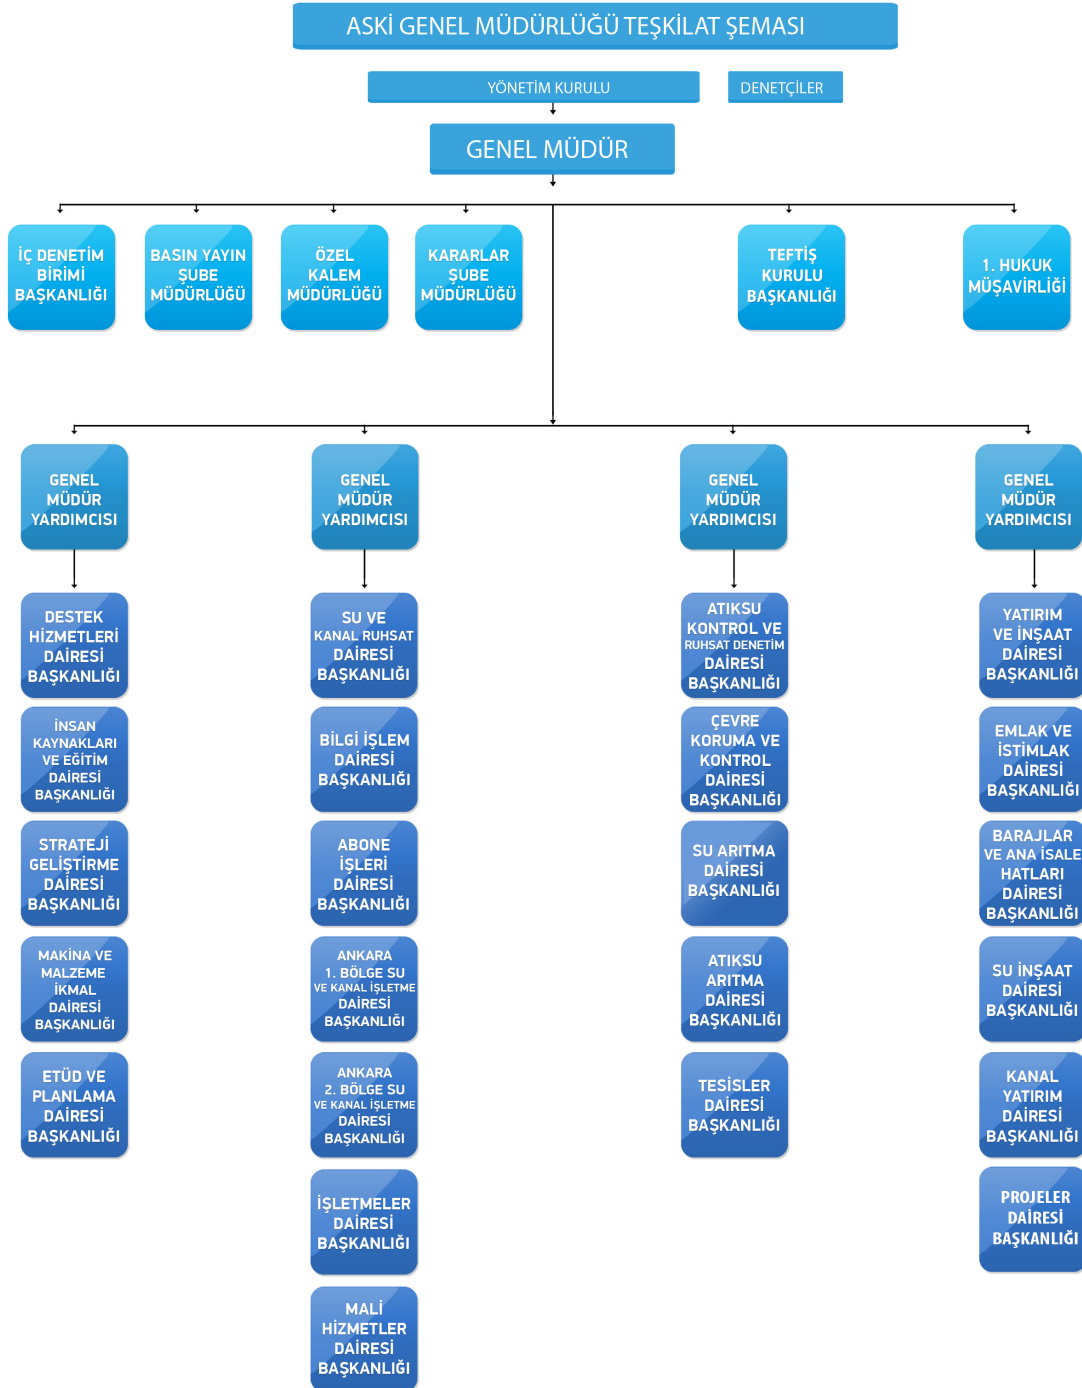 ASKİ GENEL MÜDÜRLÜĞÜ TEŞKİLAT ŞEMASI
YÖNETİM KURULU
DENETÇİLER
GENEL MÜDÜR
İÇ DENETİM
BİRİMİ
BAŞKANLIĞI
BASIN YAYIN
ŞUBE
MÜDÜRLÜĞÜ
ÖZEL
KALEM
MÜDÜRLÜĞÜ
KARARLAR
ŞUBE
MÜDÜRLÜĞÜ
TEFTİŞ
KURULU
BAŞKANLIĞI
1. HUKUK
MÜŞAVİRLİĞİ
GENEL
MÜDÜR
YARDIMCISI
DESTEK
HİZMETLERİ
DAİRESİ
BAŞKANLIĞI
İNSAN
KAYNAKLARI
VE EĞİTİM
DAİRESİ
BAŞKANLIĞI
STRATEJİ
GELİŞTİRME
DAİRESİ
BAŞKANLIĞI
MAKİNA VE
MALZEME
İKMAL
DAİRESİ
BAŞKANLIĞI
ETÜD VE
PLANLAMA
DAİRESİ
BAŞKANLIĞI
GENEL
MÜDÜR
YARDIMCISI
SU VE
KANAL RUHSAT
DAİRESİ
BAŞKANLIĞI
BİLGİ İŞLEM
DAİRESİ
BAŞKANLIĞI
ABONE
İŞLERİ
DAİRESİ
BAŞKANLIĞI
ANKARA
1. BÖLGE SU
VE KANAL İŞLETME
DAİRESİ
BAŞKANLIĞI
ANKARA
2. BÖLGE SU
VE KANAL İŞLETME
DAİRESİ
BAŞKANLIĞI
İŞLETMELER
DAİRESİ
BAŞKANLIĞI
MALİ
HİZMETLER
DAİRESİ
BAŞKANLIĞI
GENEL
MÜDÜR
YARDIMCISI
ATIKSU
KONTROL VE
RUHSAT DENETİM
DAİRESİ
BAŞKANLIĞI
ÇEVRE
KORUMA VE
KONTROL
DAİRESİ
BAŞKANLIĞI
SU ARITMA
DAİRESİ
BAŞKANLIĞI
ATIKSU
ARITMA
DAİRESİ
BAŞKANLIĞI
TESİSLER
DAİRESİ
BAŞKANLIĞI
GENEL
MÜDÜR
YARDIMCISI
YATIRIM
VE İNŞAAT
DAİRESİ
BAŞKANLIĞI
EMLAK VE
İSTİMLAK
DAİRESİ
BAŞKANLIĞI
BARAJLAR
VE ANA İSALE
HATLARI
DAİRESİ
BAŞKANLIĞI
SU İNŞAAT
DAİRESİ
BAŞKANLIĞI
KANAL
YATIRIM
DAİRESİ
BAŞKANLIĞI
PROJELER
DAİRESİ
BAŞKANLIĞI